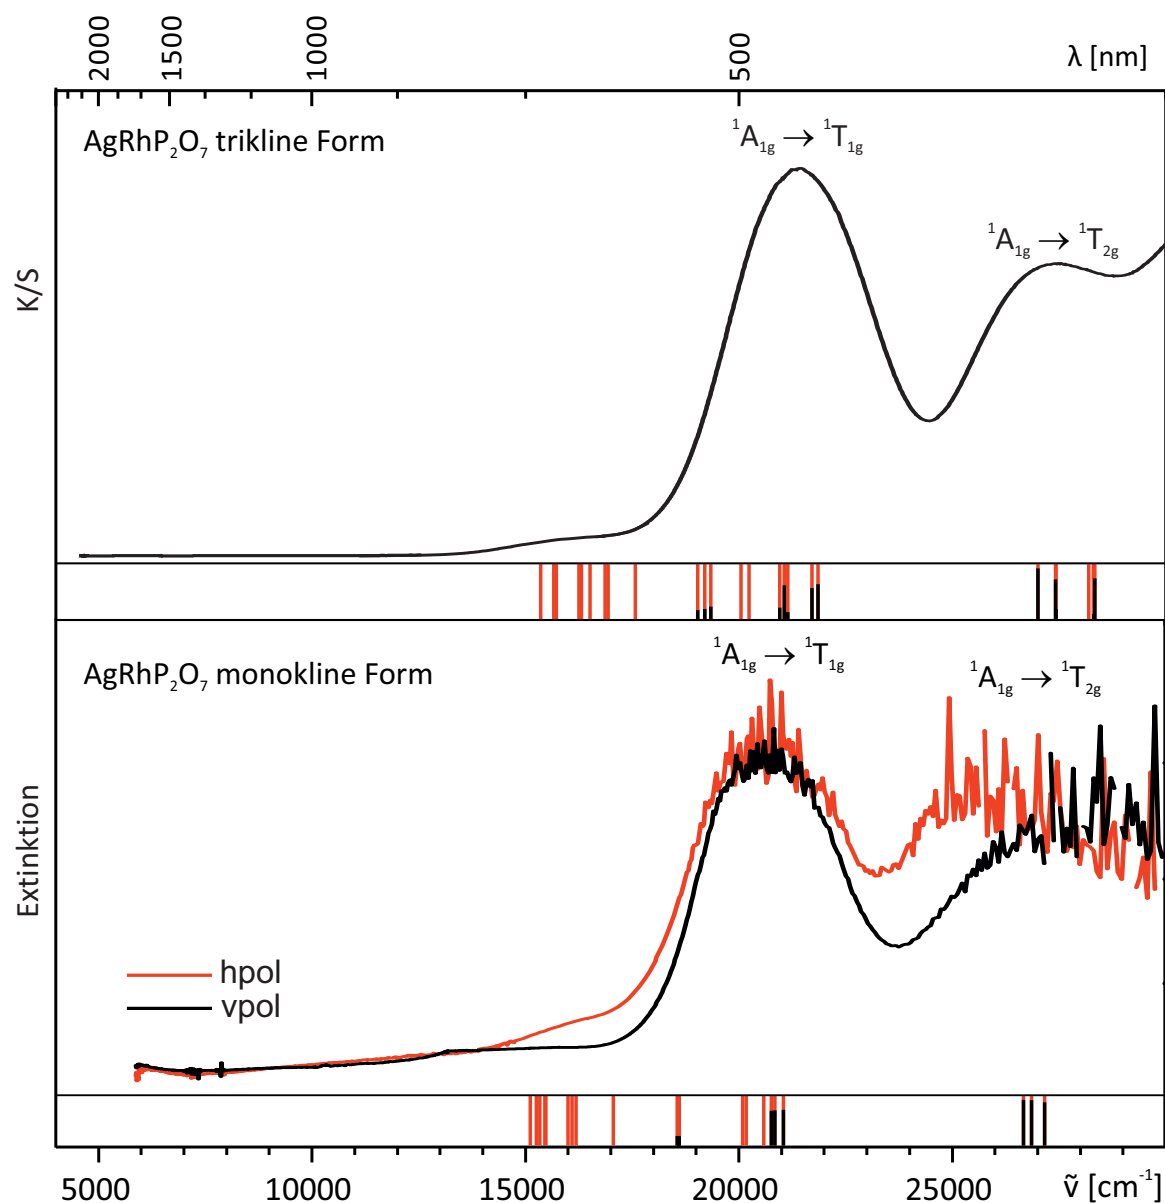 2000 1500 1000 500 λ [nm]
AgRhP₂O₇ trikline Form
¹A₁g → ¹T₁g
¹A₁g → ¹T₂g
K/S
AgRhP₂O₇ monokline Form
¹A₁g → ¹T₁g
¹A₁g → ¹T₂g
Extinktion
hpol
vpol
5000 10000 15000 20000 25000 ṽ [cm⁻¹]